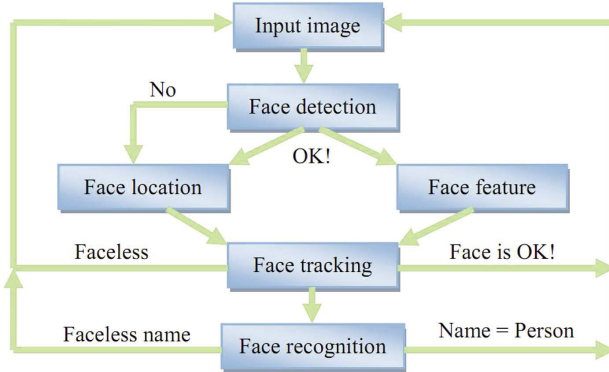 Input image
No
Face detection
OK!
Face location
Face feature
Faceless
Face tracking
Face is OK!
Faceless name
Face recognition
Name = Person